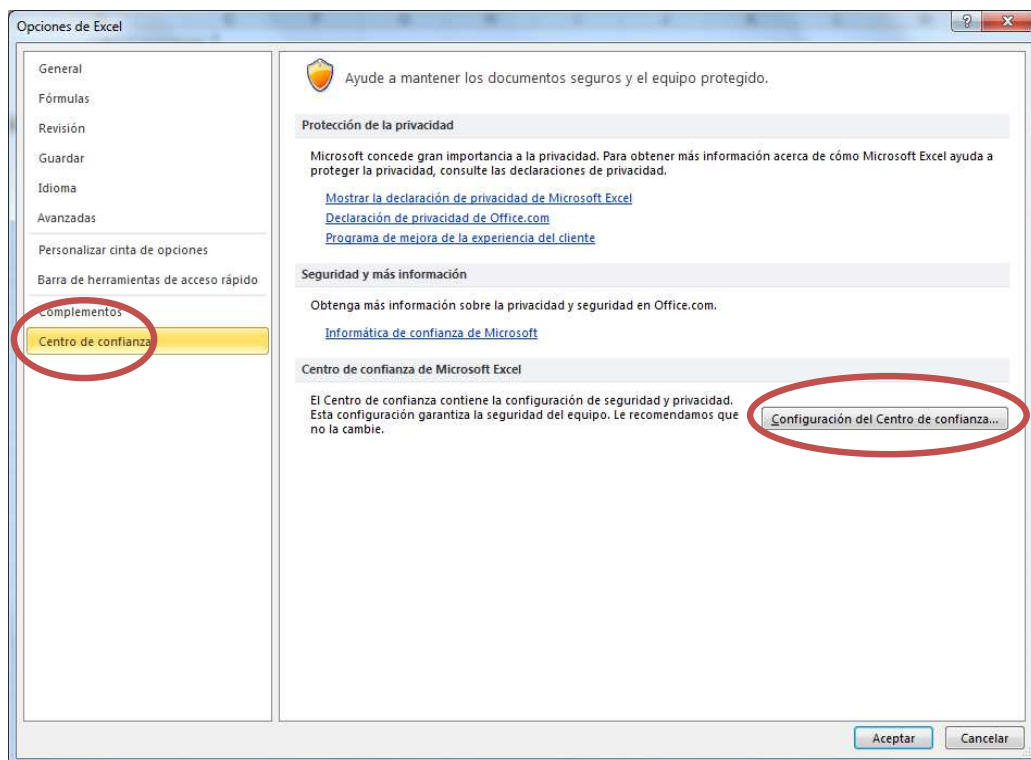 Opciones de Excel
General
Fórmulas
Revisión
Guardar
Idioma
Avanzadas
Personalizar cinta de opciones
Barra de herramientas de acceso rápido
Complementos
Centro de confianza
Ayude a mantener los documentos seguros y el equipo protegido.
Protección de la privacidad
Microsoft concede gran importancia a la privacidad. Para obtener más información acerca de cómo Microsoft Excel ayuda a
proteger la privacidad, consulte las declaraciones de privacidad.
Mostrar la declaración de privacidad de Microsoft Excel
Declaración de privacidad de Office.com
Programa de mejora de la experiencia del cliente
Seguridad y más información
Obtenga más información sobre la privacidad y seguridad en Office.com.
Informática de confianza de Microsoft
Centro de confianza de Microsoft Excel
El Centro de confianza contiene la configuración de seguridad y privacidad.
Esta configuración garantiza la seguridad del equipo. Le recomendamos que
no la cambie.
Configuración del Centro de confianza...
Aceptar
Cancelar